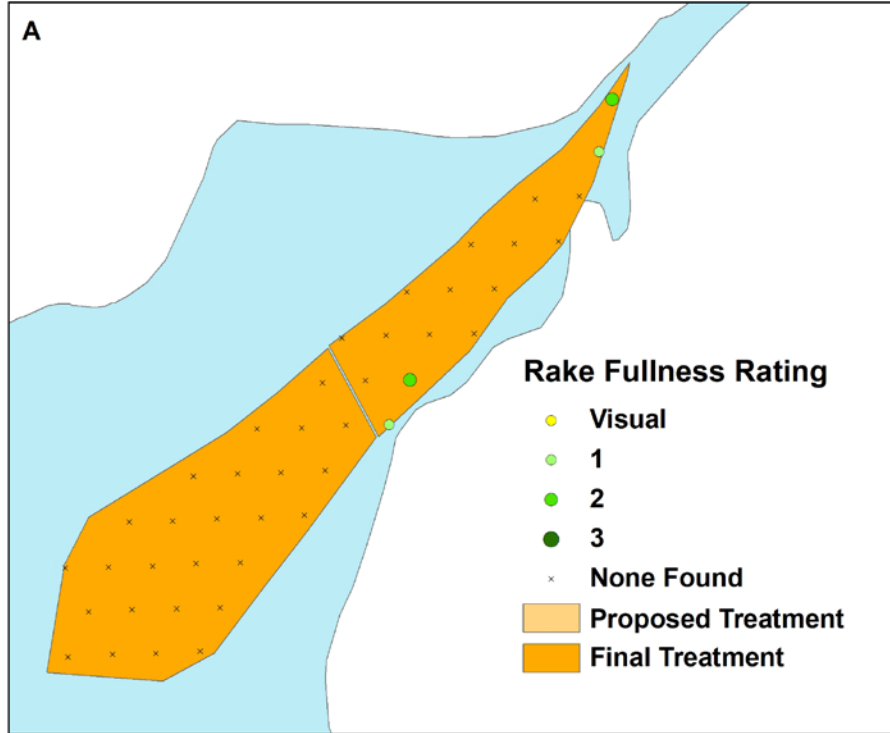 A
Rake Fullness Rating
Visual
1
2
3
None Found
Proposed Treatment
Final Treatment